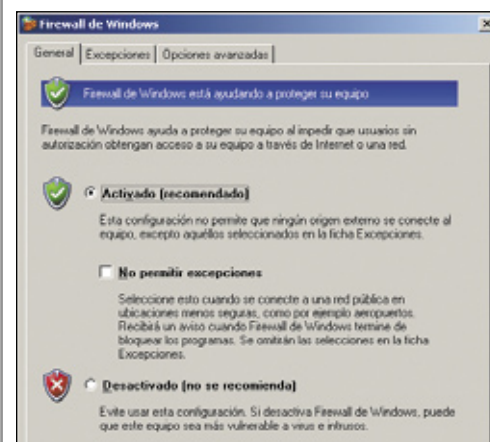 Firewall de Windows
General Excepciones Opciones avanzadas
Firewall de Windows está ayudando a proteger su equipo
Firewall de Windows ayuda a proteger su equipo al impedir que usuarios sin
autorización obtengan acceso a su equipo a través de Internet o una red.
Activado (recomendado)
Esta configuración no permite que ningún origen externo se conecte al
equipo, excepto aquéllos seleccionados en la ficha Excepciones.
No permitir excepciones
Seleccione esto cuando se conecte a una red pública en
ubicaciones menos seguras, como por ejemplo aeropuertos.
Recibirá un aviso cuando Firewall de Windows termine de
bloquear los programas. Se omitirán las selecciones en la ficha
Excepciones.
Desactivado (no se recomienda)
Evite usar esta configuración. Si desactiva Firewall de Windows, puede
que este equipo sea más vulnerable a virus e intrusos.